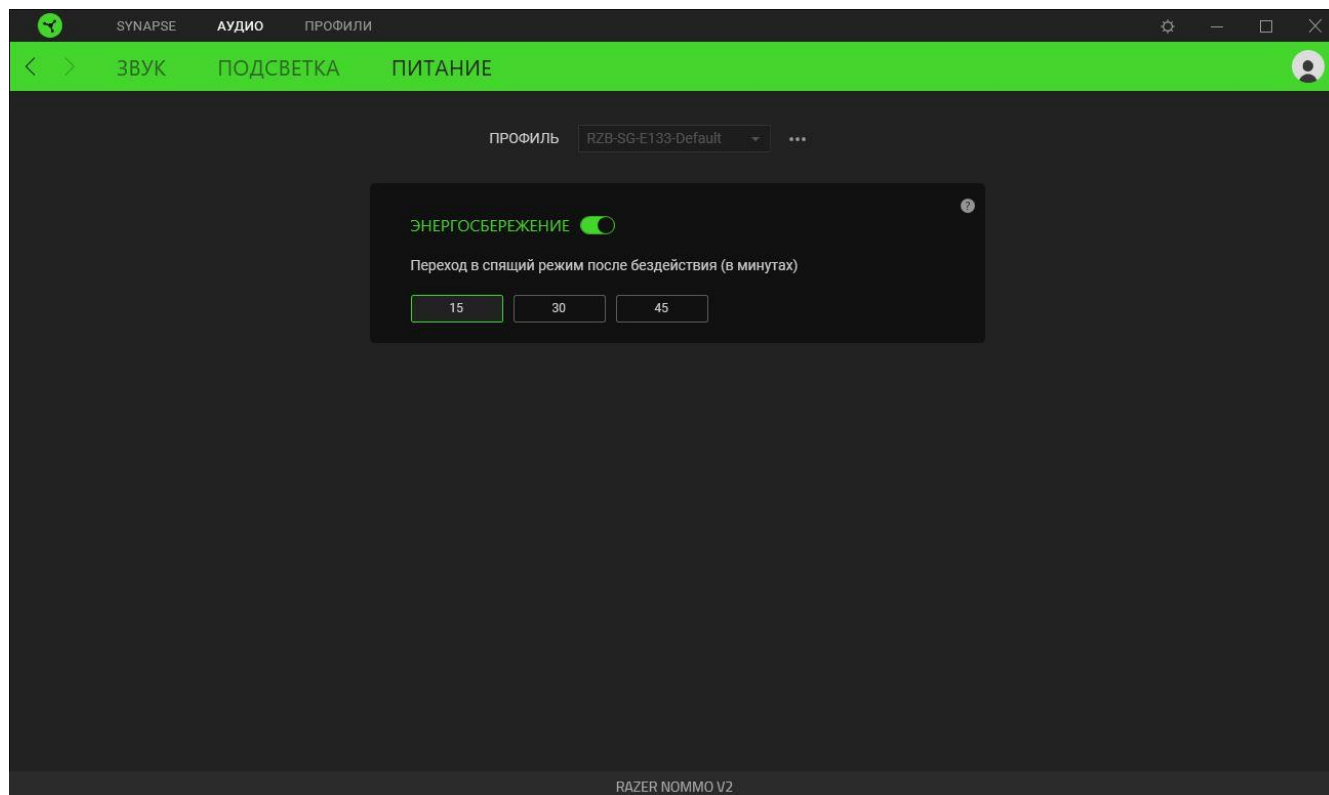 SYNAPSE АУДИО ПРОФИЛИ
ЗВУК ПОДСВЕТКА ПИТАНИЕ
ПРОФИЛЬ RZB-SG-E133-Default
ЭНЕРГОСБЕРЕЖЕНИЕ ?
Переход в спящий режим после бездействия (в минутах)
15 30 45
RAZER NOMMO V2